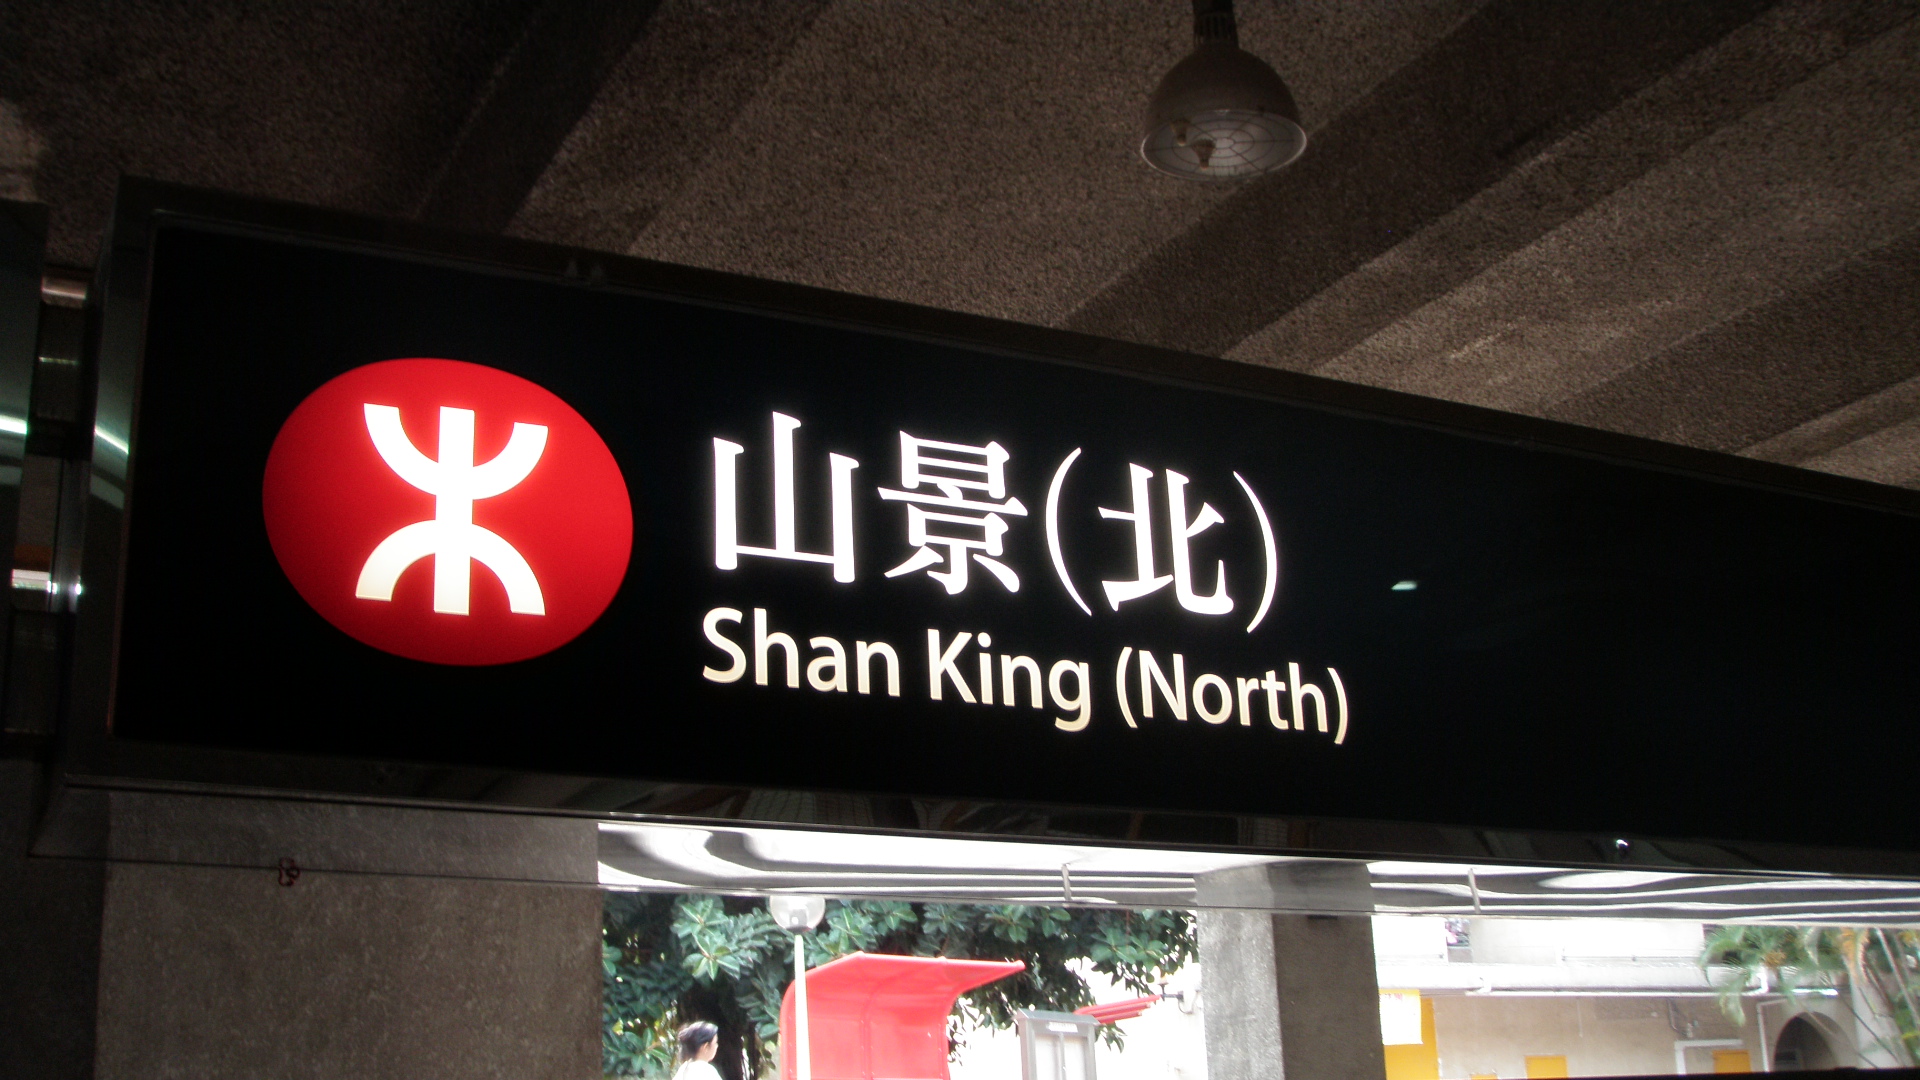 山景(北)
Shan King (North)